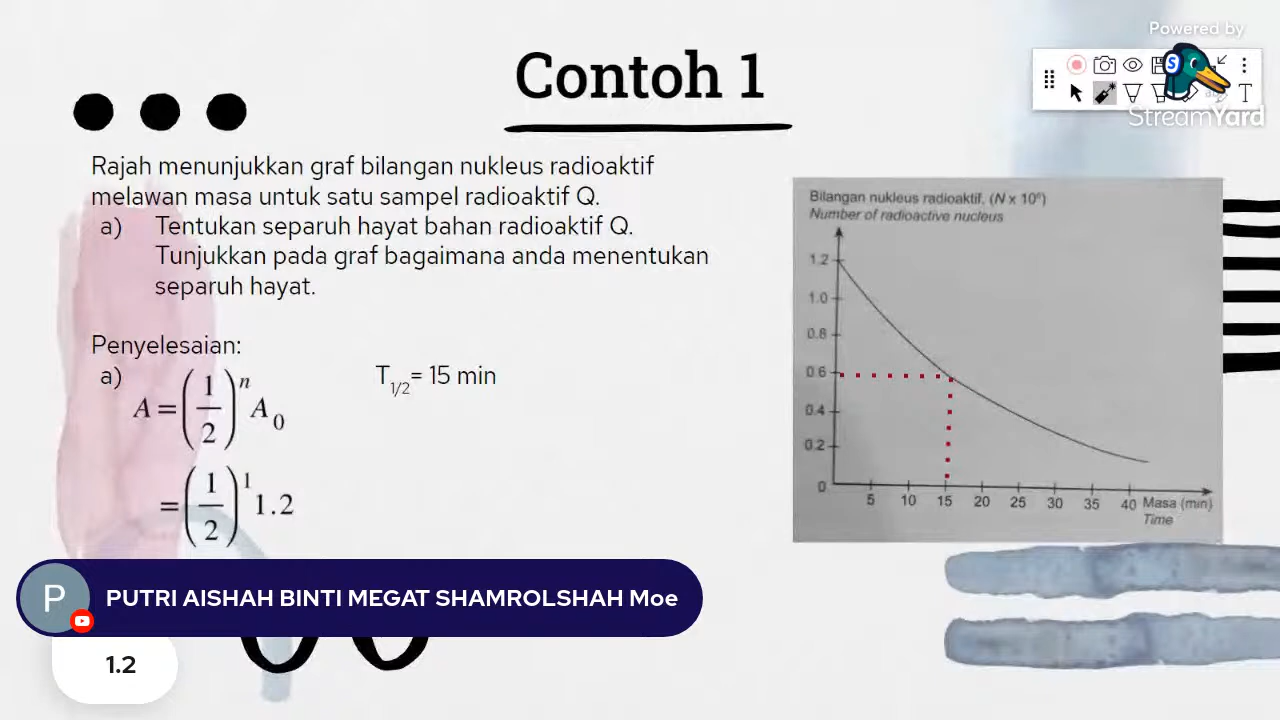 Powered by
StreamYard
S
T
Contoh 1
Rajah menunjukkan graf bilangan nukleus radioaktif
melawan masa untuk satu sampel radioaktif Q.
a) Tentukan separuh hayat bahan radioaktif Q.
Tunjukkan pada graf bagaimana anda menentukan
separuh hayat.
Penyelesaian:
a) A = (1/2)^n A₀
T1/2 = 15 min
= (1/2)^1 1.2
Bilangan nukleus radioaktif, (N x 10⁶)
Number of radioactive nucleus
1.2
1.0
0.8
0.6
0.4
0.2
0
5 10 15 20 25 30 35 40 Masa (min)
Time
P PUTRI AISHAH BINTI MEGAT SHAMROLSHAH Moe
1.2